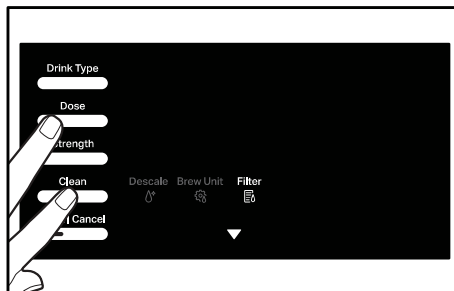 Drink Type
Dose
Strength
Clean
Descale Brew Unit Filter
Cancel